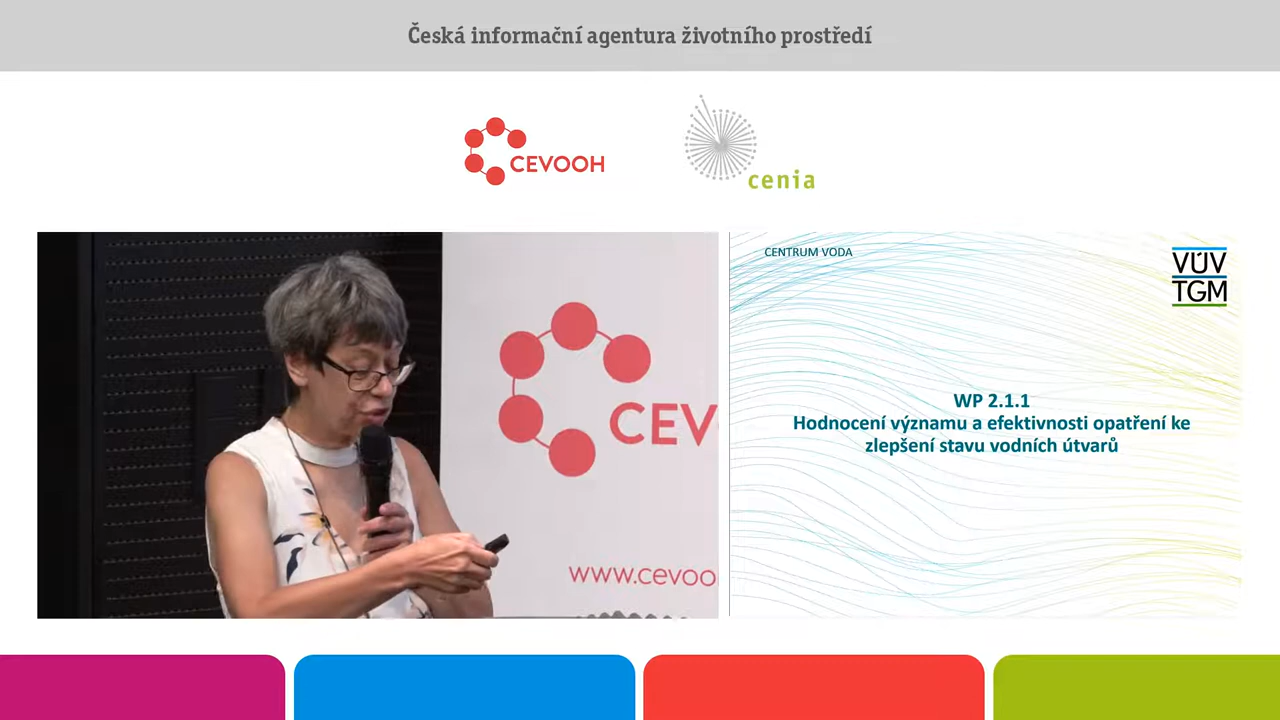 Česká informační agentura životního prostředí
CEVOOH
cenia
CEV
www.cevoo
CENTRUM VODA
VÚV
TGM
WP 2.1.1
Hodnocení významu a efektivnosti opatření ke
zlepšení stavu vodních útvarů